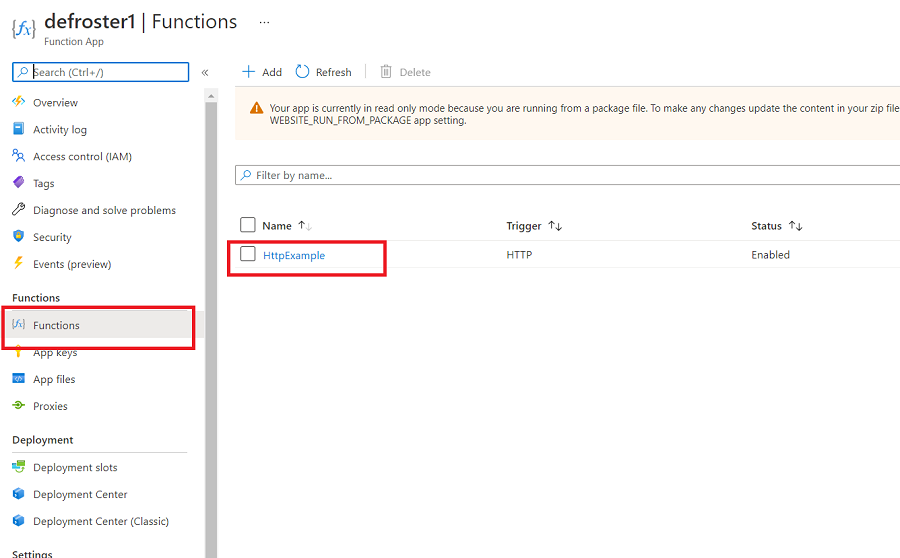 defroster1 | Functions ...
Function App
Search (Ctrl+/)
«
Add Refresh Delete
Overview
Activity log
Access control (IAM)
Tags
Diagnose and solve problems
Security
Events (preview)
Functions
{fx} Functions
App keys
App files
Proxies
Deployment
Deployment slots
Deployment Center
Deployment Center (Classic)
Settings
Your app is currently in read only mode because you are running from a package file. To make any changes update the content in your zip file
WEBSITE_RUN_FROM_PACKAGE app setting.
Filter by name...
Name Trigger Status
HttpExample HTTP Enabled